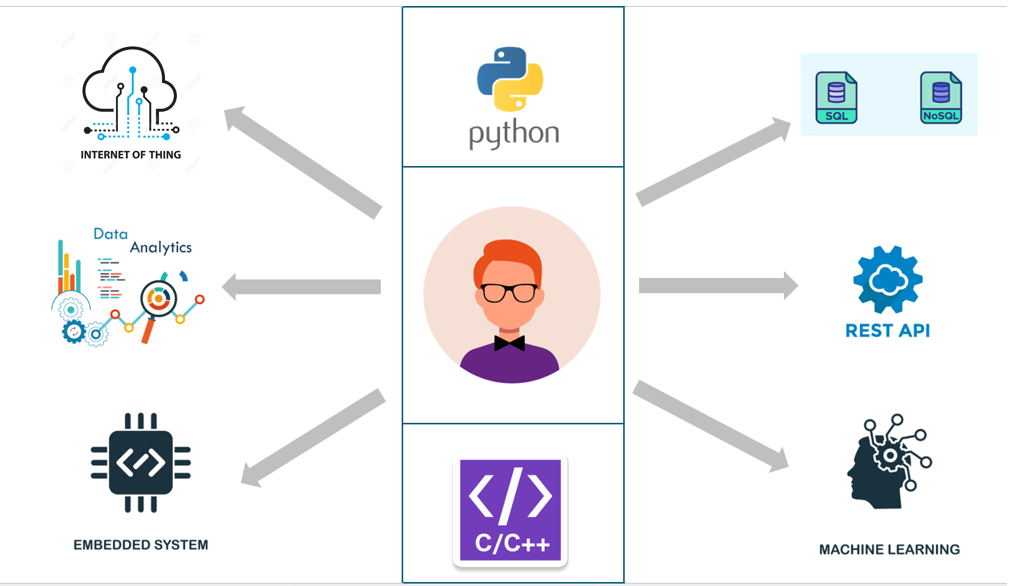 INTERNET OF THING
Data
Analytics
EMBEDDED SYSTEM
python
C/C++
SQL
NoSQL
REST API
MACHINE LEARNING